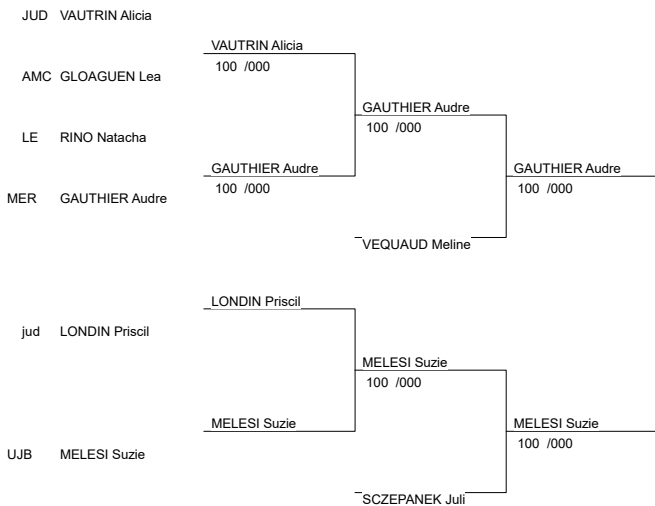 JUD VAUTRIN Alicia
VAUTRIN Alicia
100 /000
AMC GLOAGUEN Lea
GAUTHIER Audre
100 /000
LE RINO Natacha
GAUTHIER Audre
100 /000
GAUTHIER Audre
100 /000
MER GAUTHIER Audre
VEQUAUD Meline
LONDIN Priscil
jud LONDIN Priscil
MELESI Suzie
100 /000
MELESI Suzie
MELESI Suzie
100 /000
UJB MELESI Suzie
SCZEPANEK Juli